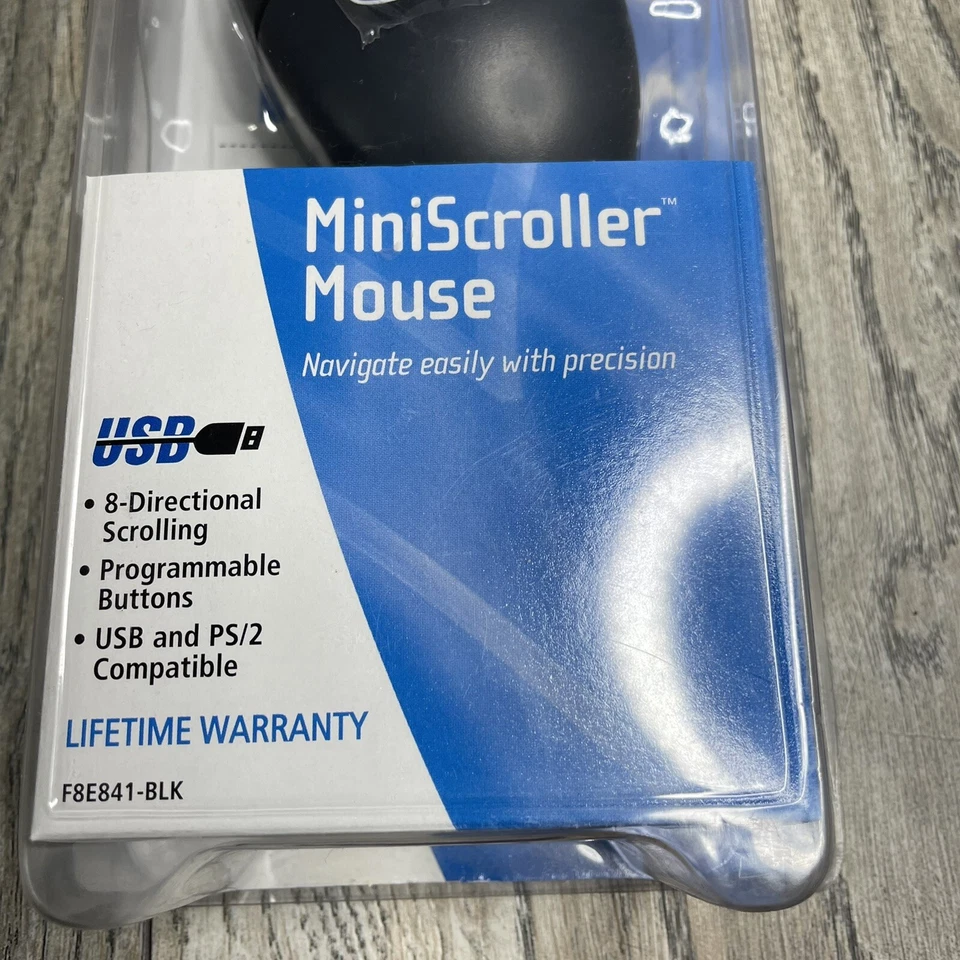 MiniScroller™
Mouse
Navigate easily with precision
USB
• 8-Directional
Scrolling
• Programmable
Buttons
• USB and PS/2
Compatible
LIFETIME WARRANTY
F8E841-BLK